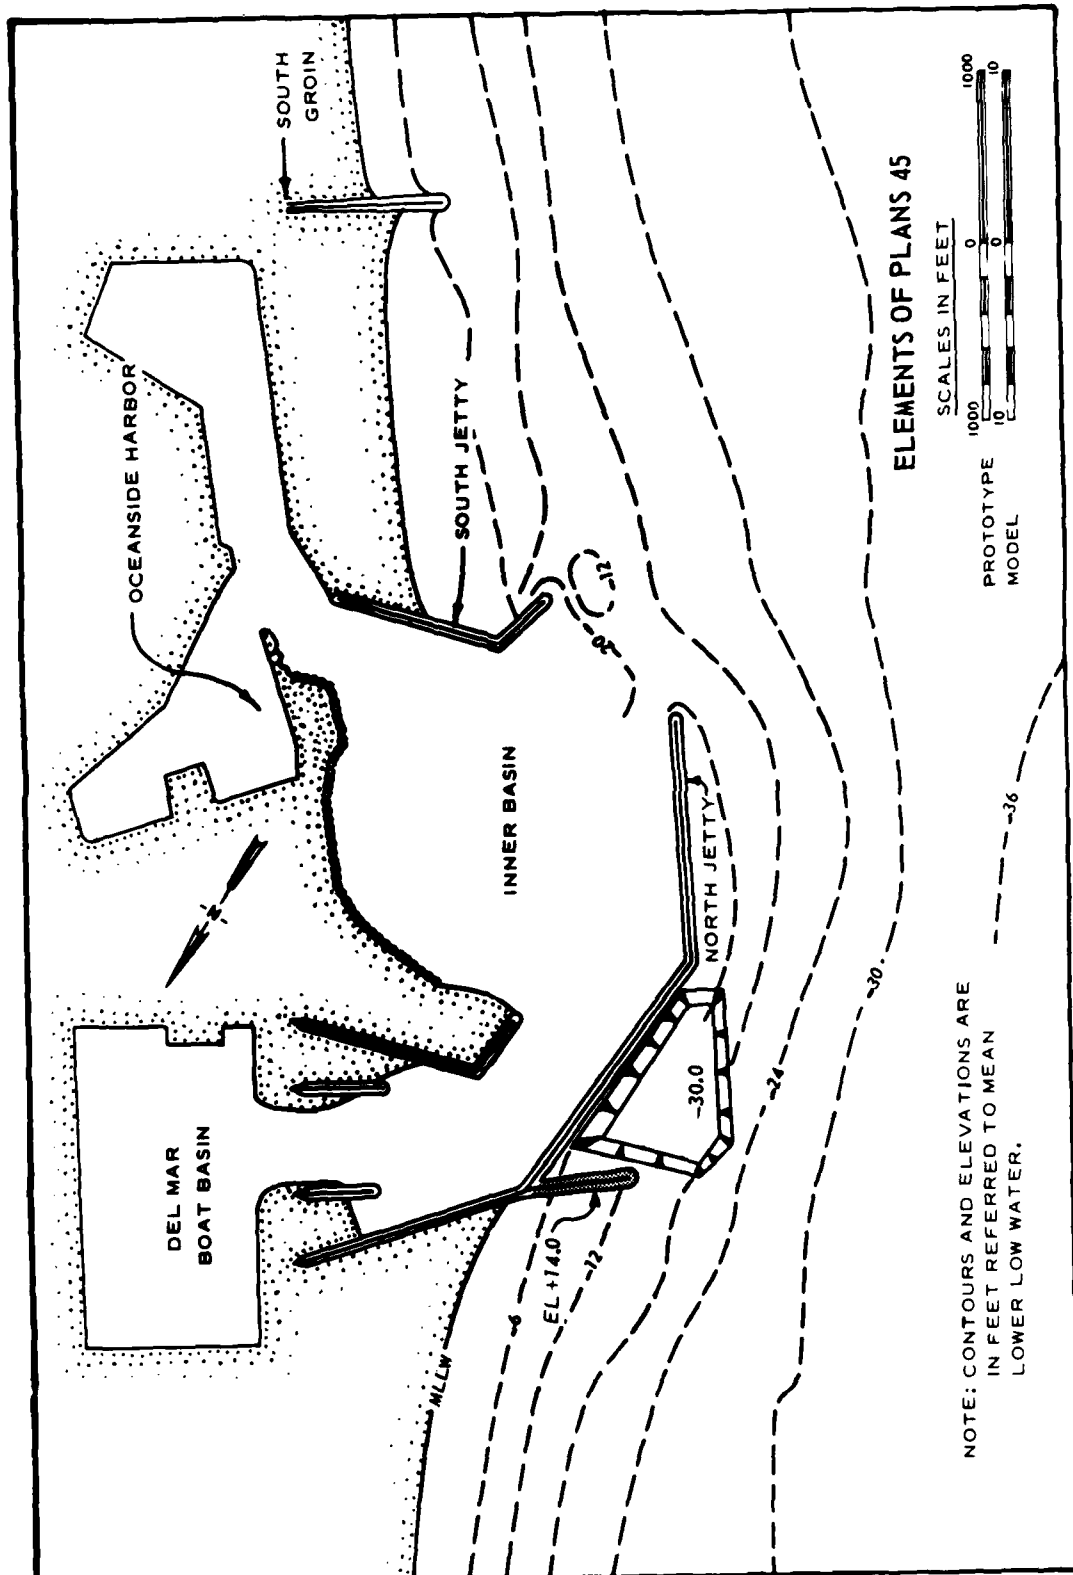 SOUTH
GROIN
OCEANSIDE HARBOR
SOUTH JETTY
-12
-20
INNER BASIN
NORTH JETTY
N
DEL MAR
BOAT BASIN
-30.0
EL +14.0
MLLW
-6
-12
-24
-30
-36
ELEMENTS OF PLANS 45
SCALES IN FEET
PROTOTYPE
1000 0 1000
MODEL
10 0 10
NOTE: CONTOURS AND ELEVATIONS ARE
IN FEET REFERRED TO MEAN
LOWER LOW WATER.